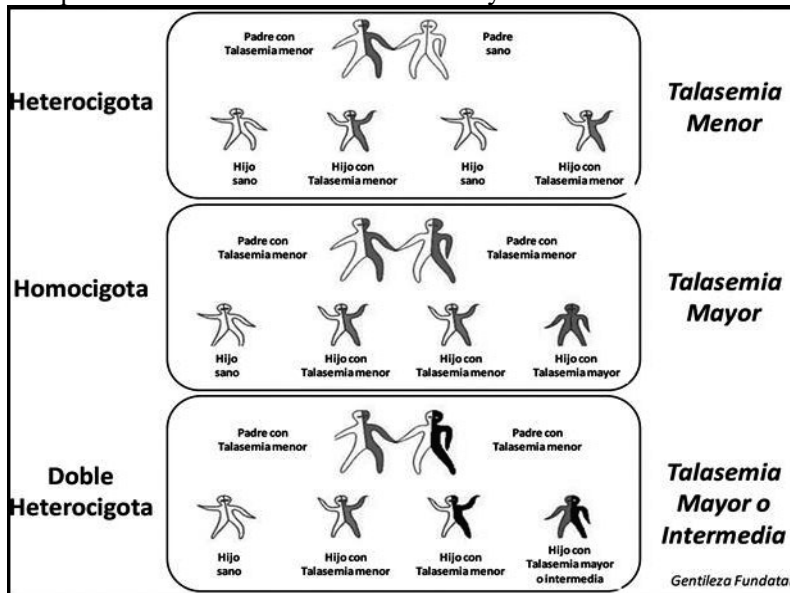 Padre con
Talasemia menor
Padre
sano
Heterocigota
Talasemia
Menor
Hijo
sano
Hijo con
Talasemia menor
Hijo
sano
Hijo con
Talasemia menor
Padre con
Talasemia menor
Padre con
Talasemia menor
Homocigota
Talasemia
Mayor
Hijo
sano
Hijo con
Talasemia menor
Hijo con
Talasemia menor
Hijo con
Talasemia mayor
Padre con
Talasemia menor
Padre con
Talasemia menor
Doble
Heterocigota
Talasemia
Mayor o
Intermedia
Hijo
sano
Hijo con
Talasemia menor
Hijo con
Talasemia menor
Hijo con
Talasemia mayor
o intermedia
Gentileza Fundatal